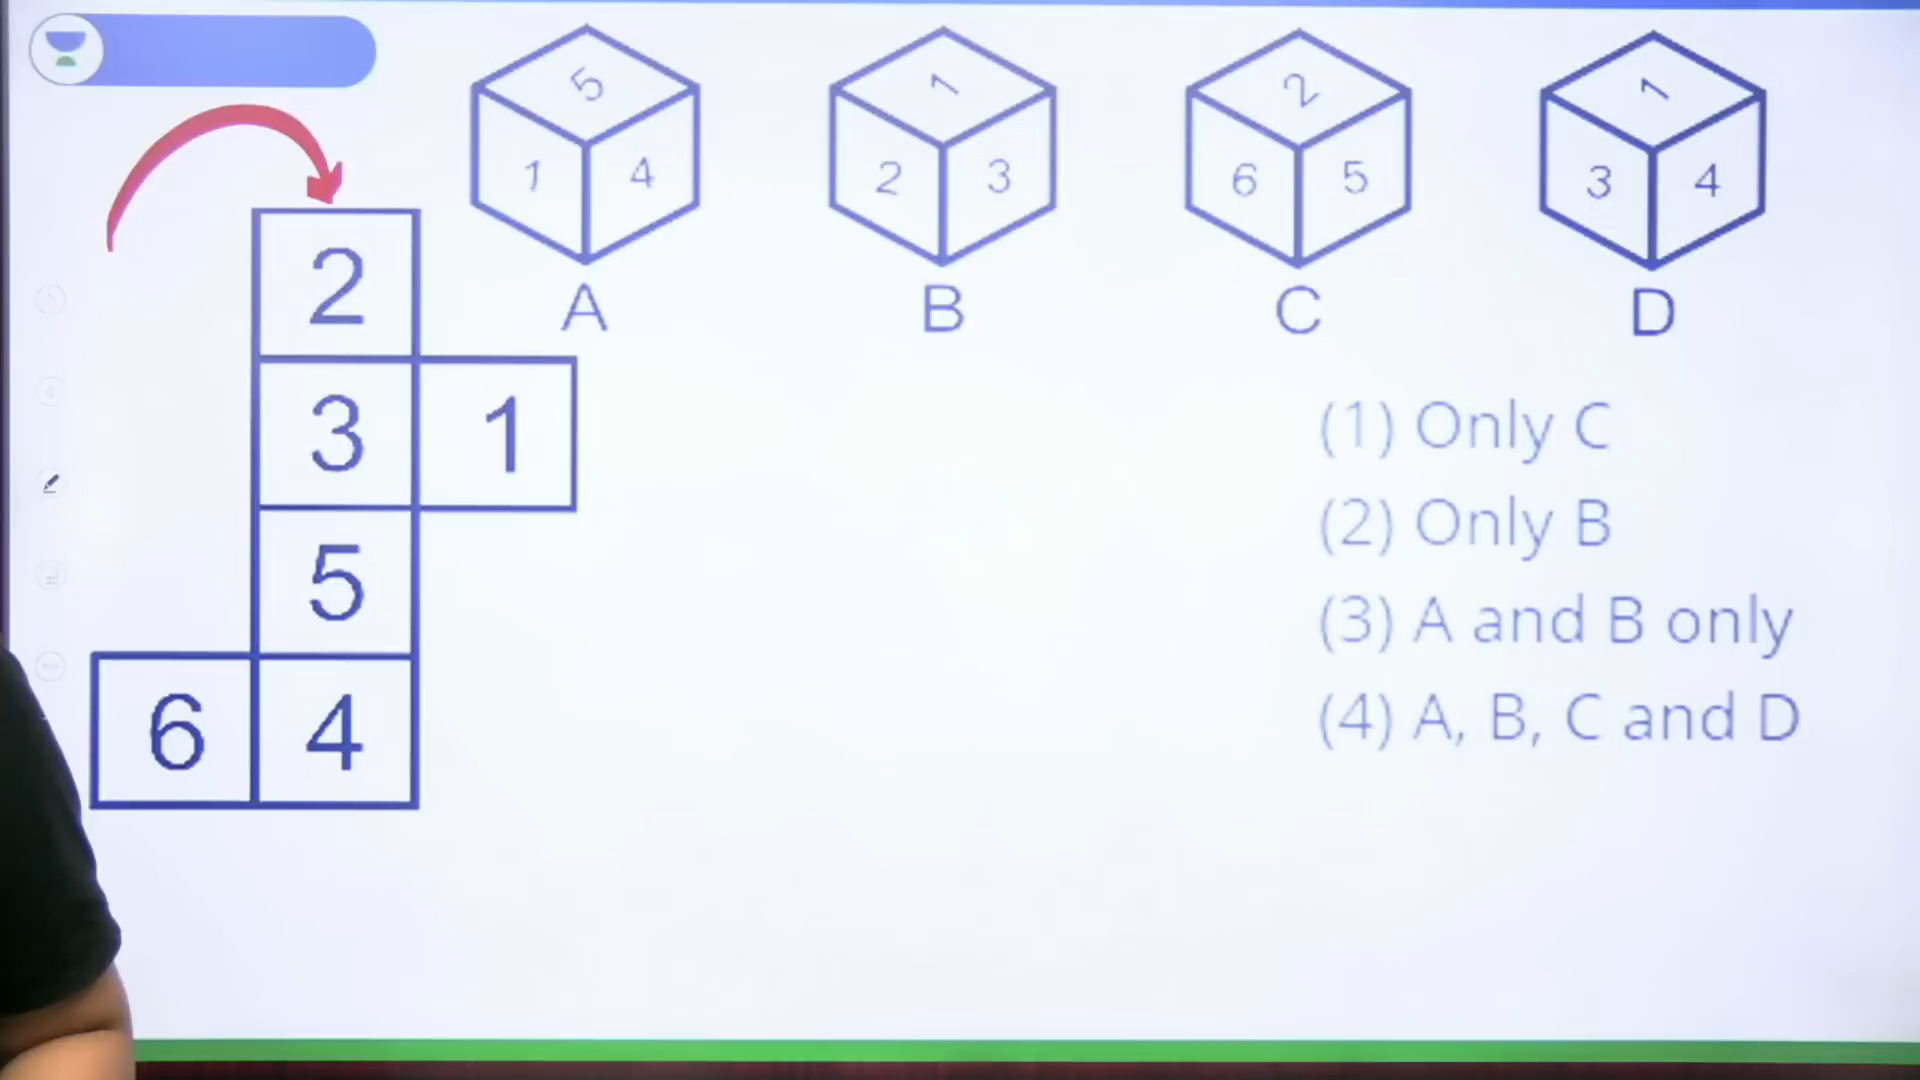 5
1 4
A
1
2 3
B
2
6 5
C
1
3 4
D
2
3 1
5
6 4
(1) Only C
(2) Only B
(3) A and B only
(4) A, B, C and D